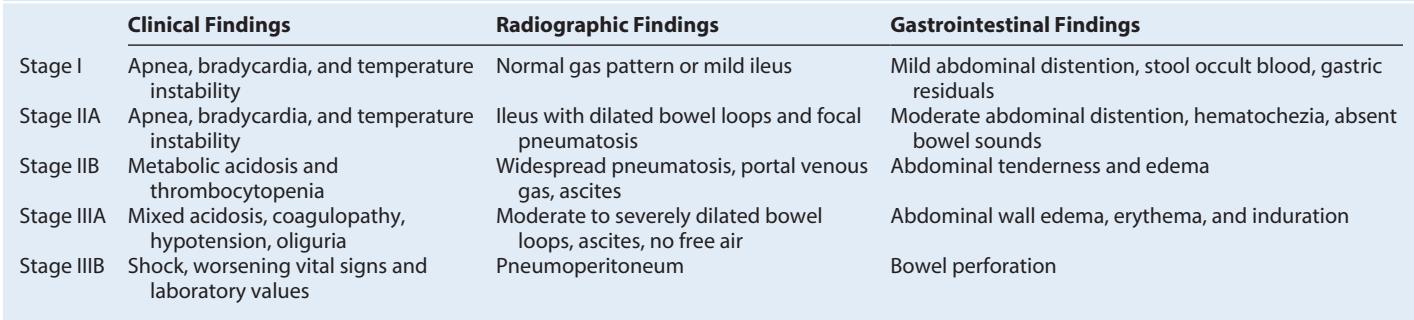 Clinical Findings Radiographic Findings Gastrointestinal Findings
Stage I Apnea, bradycardia, and temperature Normal gas pattern or mild ileus Mild abdominal distention, stool occult blood, gastric
instability residuals
Stage IIA Apnea, bradycardia, and temperature Ileus with dilated bowel loops and focal Moderate abdominal distention, hematochezia, absent
instability pneumatosis bowel sounds
Stage IIB Metabolic acidosis and Widespread pneumatosis, portal venous Abdominal tenderness and edema
thrombocytopenia gas, ascites
Stage IIIA Mixed acidosis, coagulopathy, Moderate to severely dilated bowel Abdominal wall edema, erythema, and induration
hypotension, oliguria loops, ascites, no free air
Stage IIIB Shock, worsening vital signs and Pneumoperitoneum Bowel perforation
laboratory values